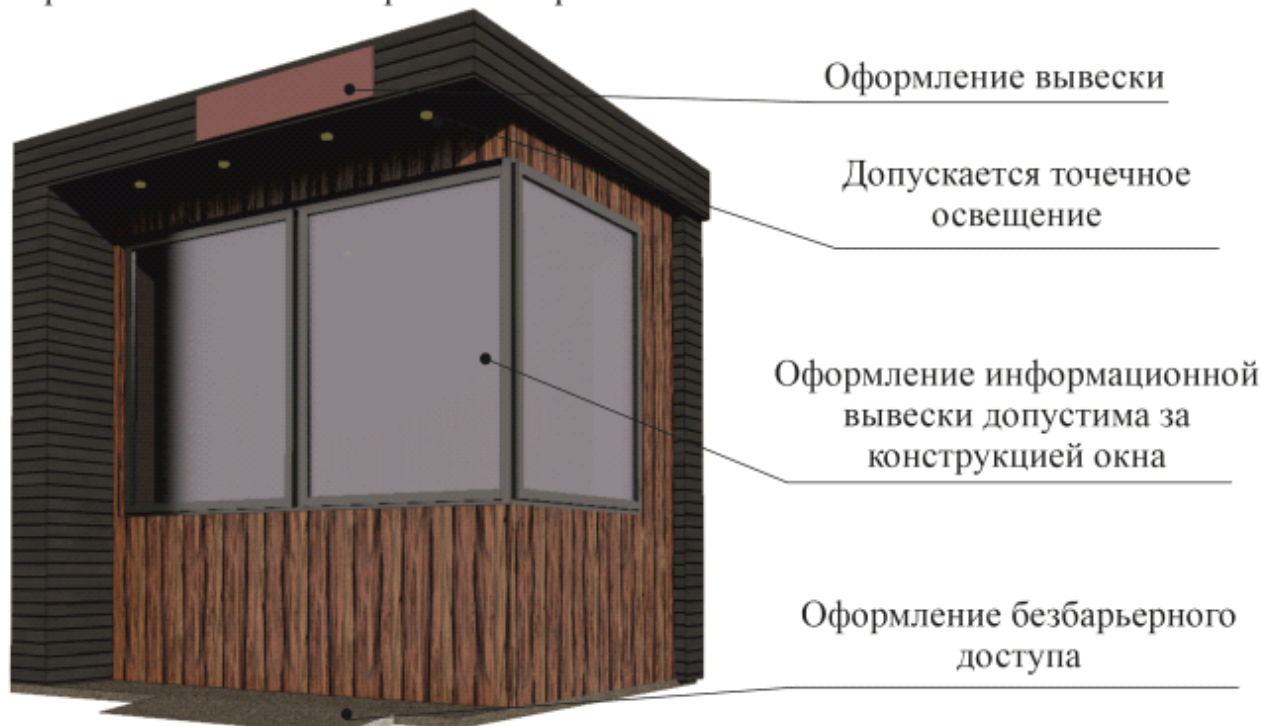 Оформление вывески
Допускается точечное
освещение
Оформление информационной
вывески допустима за
конструкцией окна
Оформление безбарьерного
доступа